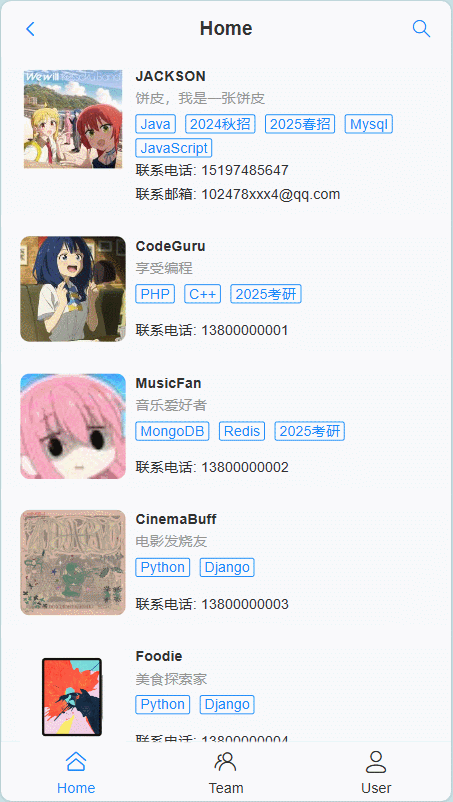 Home
We will B cku Band!
JACKSON
饼皮，我是一张饼皮
Java 2024秋招 2025春招 Mysql
JavaScript
联系电话: 15197485647
联系邮箱: 102478xxx4@qq.com
CodeGuru
享受编程
PHP C++ 2025考研
联系电话: 13800000001
MusicFan
音乐爱好者
MongoDB Redis 2025考研
联系电话: 13800000002
CinemaBuff
电影发烧友
Python Django
联系电话: 13800000003
Foodie
美食探索家
Python Django
联系电话: 13800000004
Home Team User